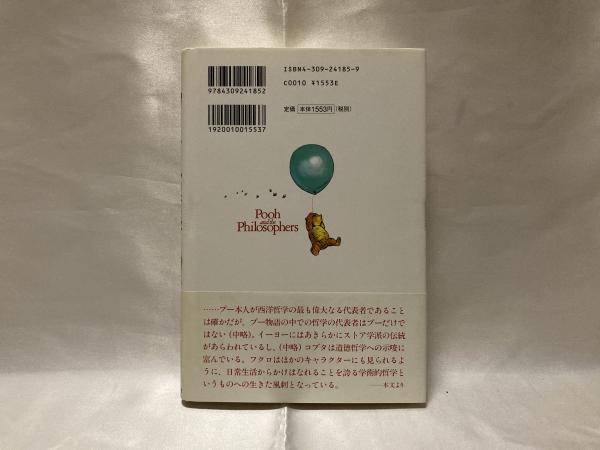 ISBN4-309-24185-9
C0010 ¥1553E
9784309241852
定価 本体1553円(税別)
1920010015537
Pooh
and the
Philosophers
……プー本人が西洋哲学の最も偉大なる代表者であること
は確かだが、プー物語の中での哲学の代表者はプーだけで
はない(中略)。イーヨーにはあきらかにストア学派の伝統
があらわれているし、(中略)コブタは道徳哲学への示唆に
富んでいる。フクロはほかのキャラクターにも見られるよう
に、日常生活からかけはなれることを誇る学術的哲学と
いうものへの生きた風刺となっている。――本文より